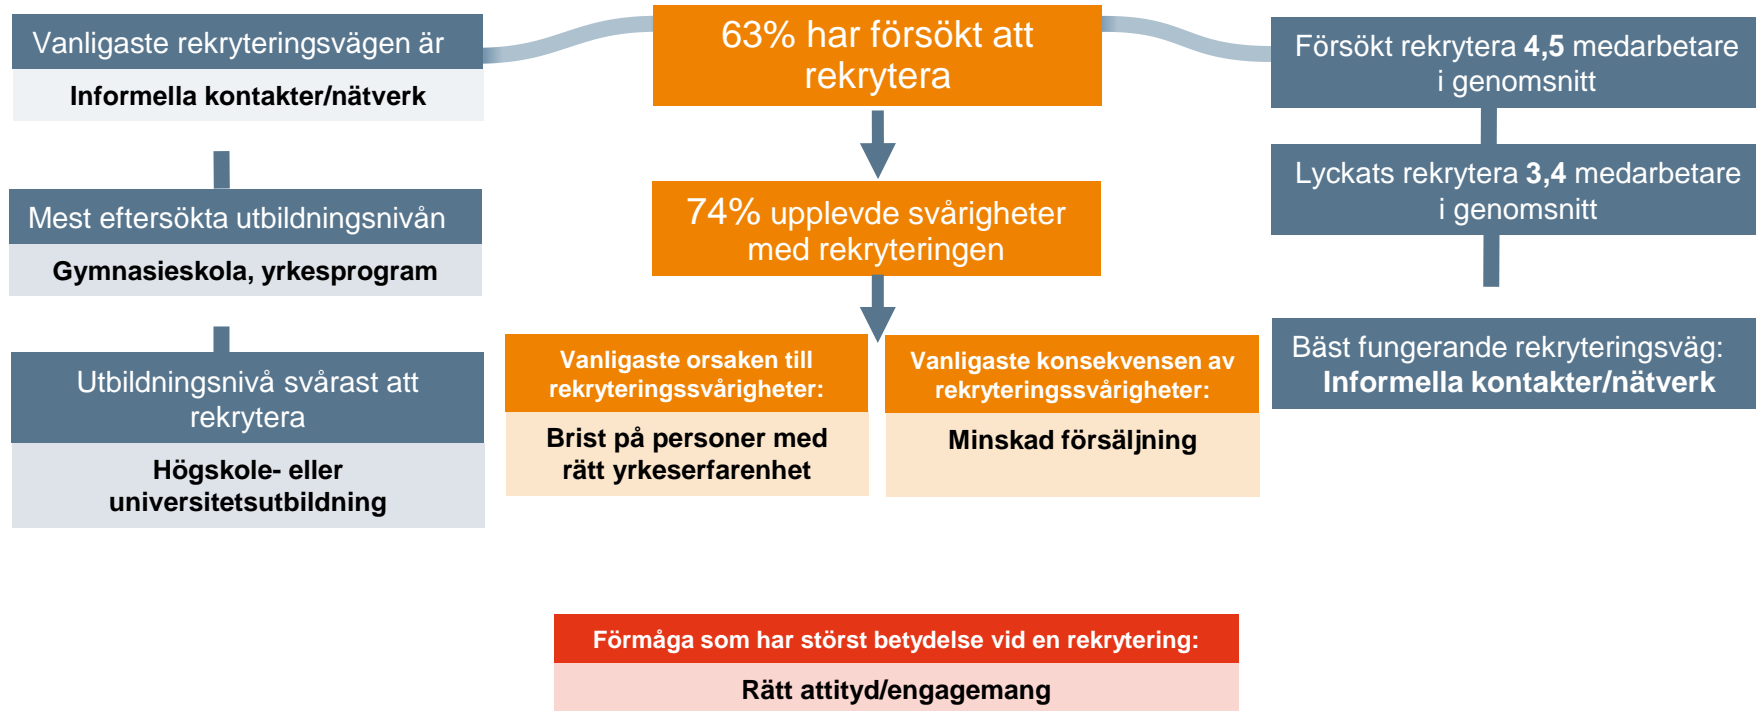 Vanligaste rekryteringsvägen är
Informella kontakter/nätverk
Mest eftersökta utbildningsnivån
Gymnasieskola, yrkesprogram
Utbildningsnivå svårast att
rekrytera
Högskole- eller
universitetsutbildning
63% har försökt att
rekrytera
74% upplevde svårigheter
med rekryteringen
Vanligaste orsaken till
rekryteringssvårigheter:
Brist på personer med
rätt yrkeserfarenhet
Vanligaste konsekvensen av
rekryteringssvårigheter:
Minskad försäljning
Försökt rekrytera 4,5 medarbetare
i genomsnitt
Lyckats rekrytera 3,4 medarbetare
i genomsnitt
Bäst fungerande rekryteringsväg:
Informella kontakter/nätverk
Förmåga som har störst betydelse vid en rekrytering:
Rätt attityd/engagemang